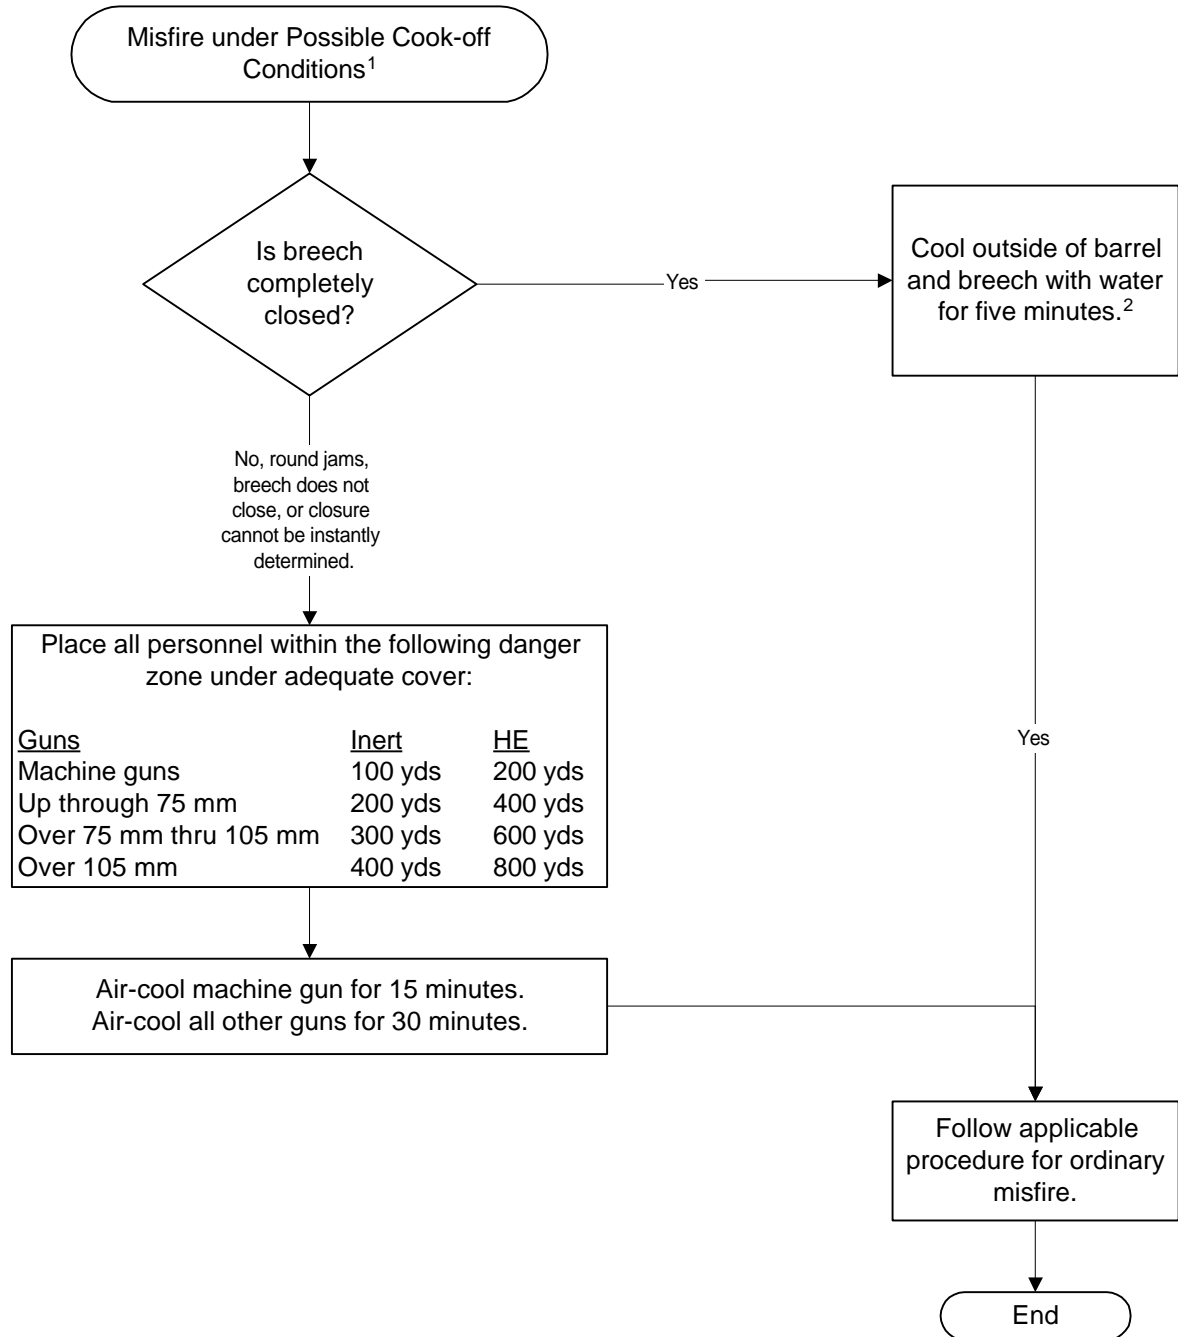 Misfire under Possible Cook-off
Conditions¹
Is breech
completely
closed?
Yes
Cool outside of barrel
and breech with water
for five minutes.²
No, round jams,
breech does not
close, or closure
cannot be instantly
determined.
Place all personnel within the following danger
zone under adequate cover:
Guns Inert HE
Machine guns 100 yds 200 yds
Up through 75 mm 200 yds 400 yds
Over 75 mm thru 105 mm 300 yds 600 yds
Over 105 mm 400 yds 800 yds
Yes
Air-cool machine gun for 15 minutes.
Air-cool all other guns for 30 minutes.
Follow applicable
procedure for ordinary
misfire.
End